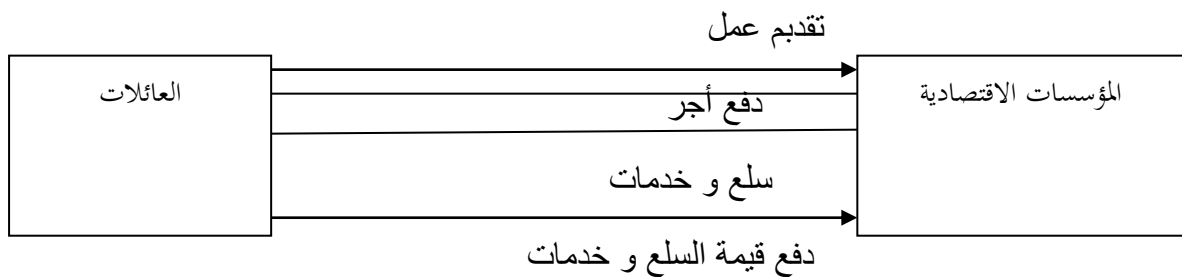 تقدبم عمل
المؤسسات الاقتصادية
العائلات
دفع أجر
سلع و خدمات
دفع قيمة السلع و خدمات